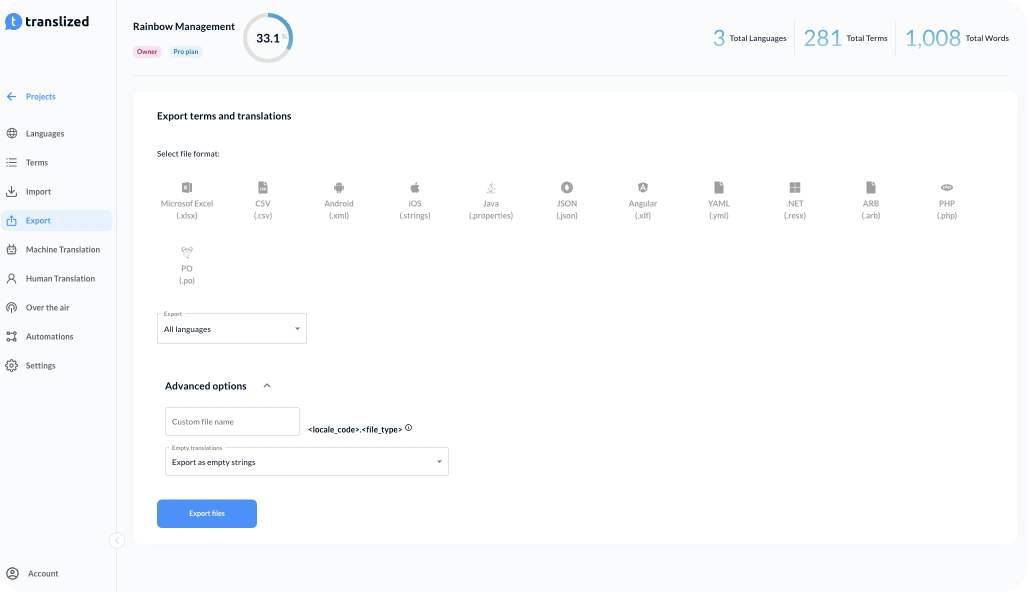 translized
Rainbow Management
Owner
Pro plan
33.1 %
3 Total Languages
281 Total Terms
1,008 Total Words
Projects
Languages
Terms
Import
Export
Machine Translation
Human Translation
Over the air
Automations
Settings
Account
Export terms and translations
Select file format:
Microsof Excel
(.xlsx)
CSV
(.csv)
Android
(.xml)
iOS
(.strings)
Java
(.properties)
JSON
(.json)
Angular
(.xlf)
YAML
(.yml)
.NET
(.resx)
ARB
(.arb)
PHP
(.php)
PO
(.po)
Export
All languages
Advanced options
Custom file name
<locale_code>.<file_type>
Empty translations
Export as empty strings
Export files